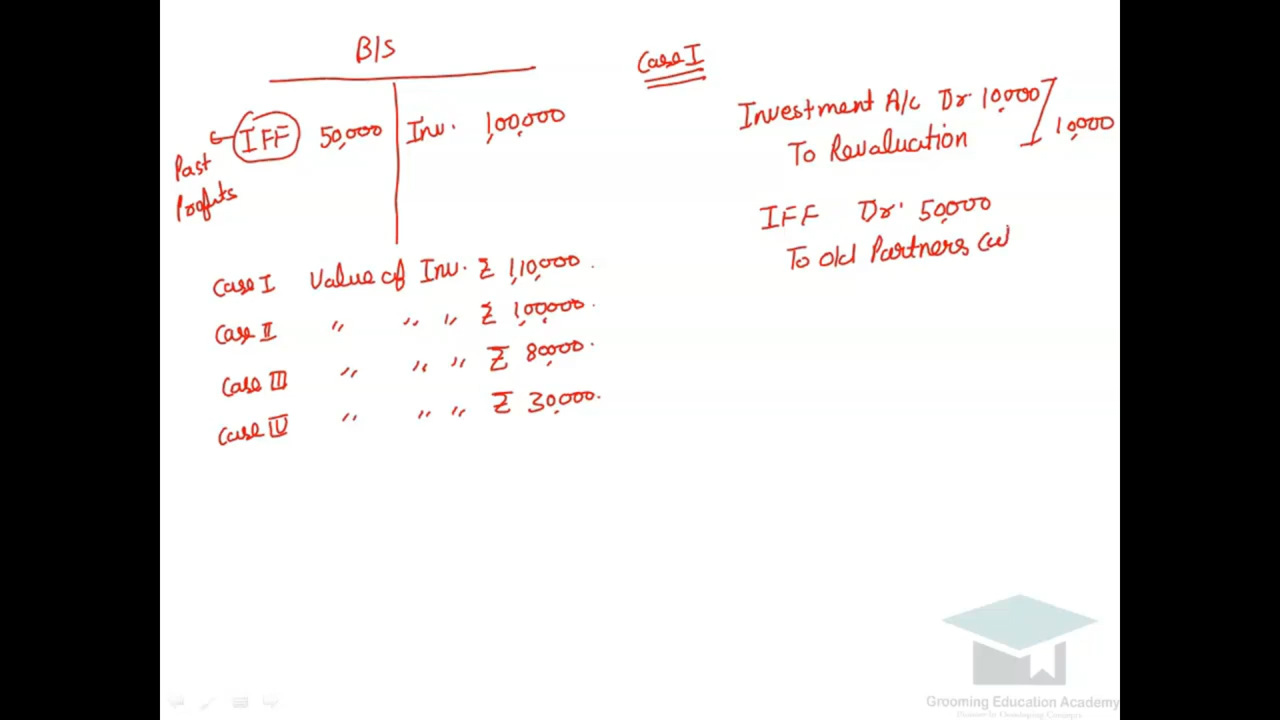 B/S
IFF 50,000 Inv. 1,00,000
Past
Profits
Case I Value of Inv. ₹ 1,10,000.
Case II " " " ₹ 1,00,000.
Case III " " " ₹ 80,000.
Case IV " " " ₹ 30,000.
Case I
Investment A/c Dr 10,000
To Revaluation 10,000
IFF Dr. 50,000
To Old Partners
Grooming Education Academy